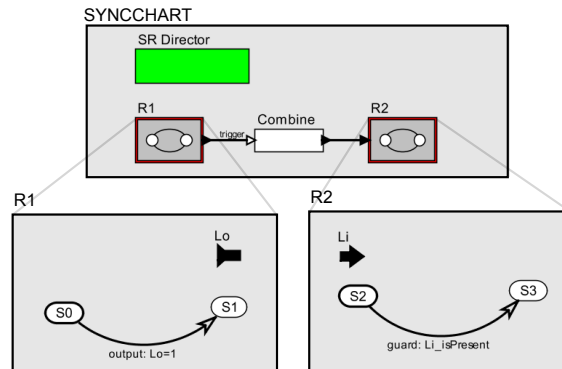 SYNCCHART
SR Director
R1
trigger
Combine
R2
R1
Lo
S0
S1
output: Lo=1
R2
Li
S2
S3
guard: Li_isPresent